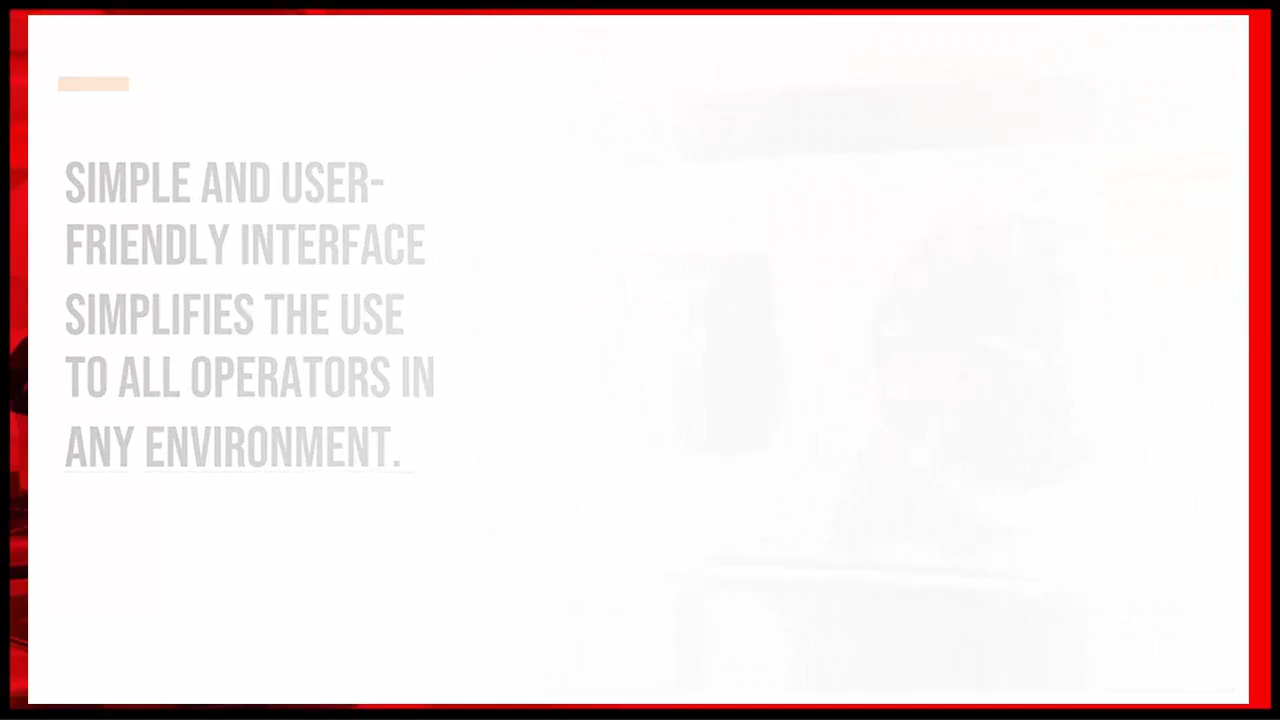 SIMPLE AND USER-
FRIENDLY INTERFACE
SIMPLIFIES THE USE
TO ALL OPERATORS IN
ANY ENVIRONMENT.